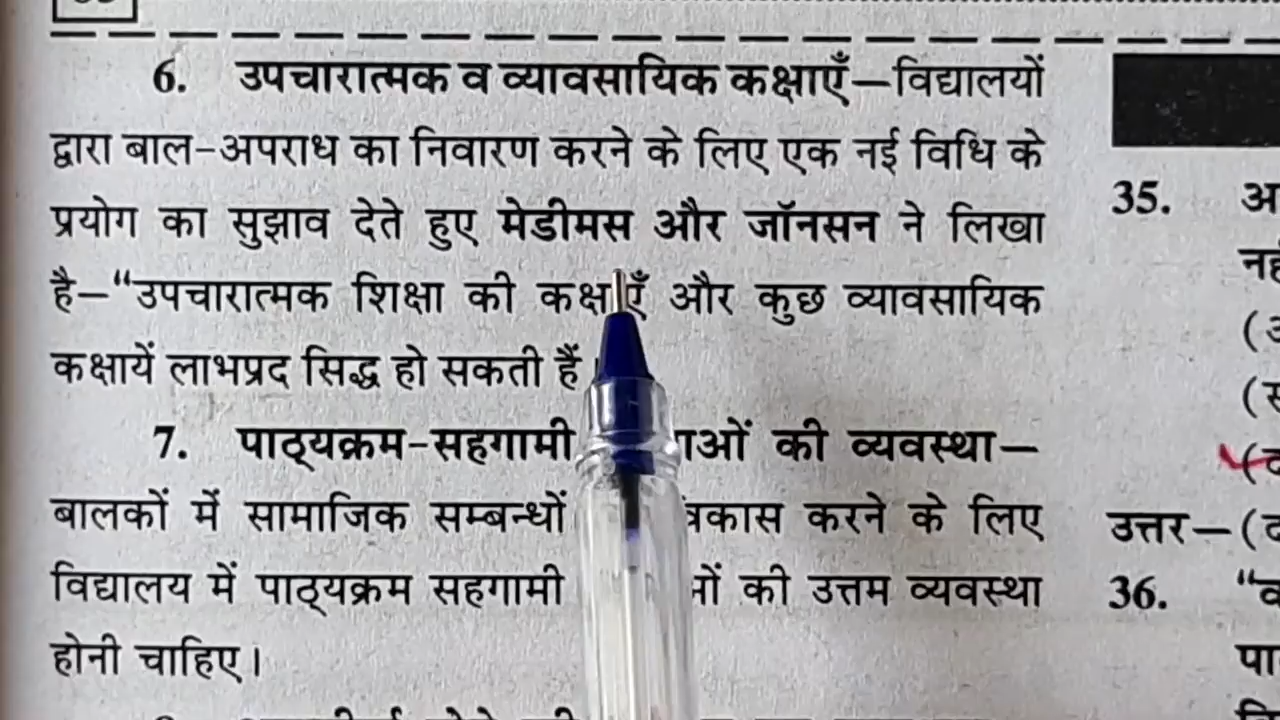 6. उपचारात्मक व व्यावसायिक कक्षाएँ—विद्यालयों
द्वारा बाल-अपराध का निवारण करने के लिए एक नई विधि के
प्रयोग का सुझाव देते हुए मेडीमस और जॉनसन ने लिखा
है—“उपचारात्मक शिक्षा की कक्षाएँ और कुछ व्यावसायिक
कक्षायें लाभप्रद सिद्ध हो सकती हैं
7. पाठ्यक्रम-सहगामी की व्यवस्था—
बालकों में सामाजिक सम्बन्धों करने के लिए
विद्यालय में पाठ्यक्रम सहगामी की उत्तम व्यवस्था
होनी चाहिए।
35.
उत्तर—
36.